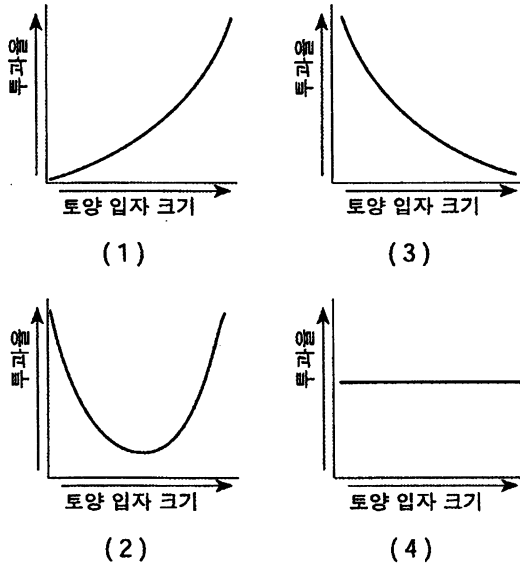 투과율
토양 입자 크기
(1)
투과율
토양 입자 크기
(3)
투과율
토양 입자 크기
(2)
투과율
토양 입자 크기
(4)